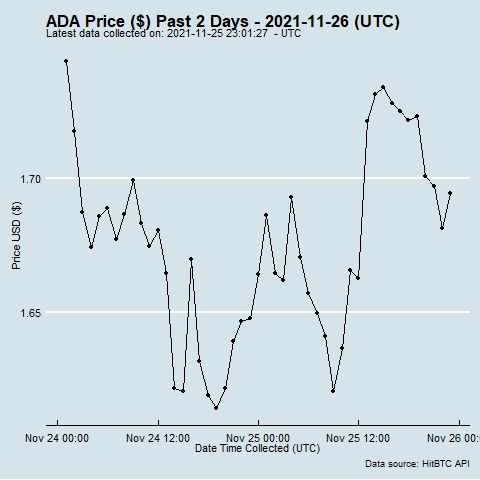 ADA Price ($) Past 2 Days - 2021-11-26 (UTC)
Latest data collected on: 2021-11-25 23:01:27 - UTC
1.70
Price USD ($)
1.65
Nov 24 00:00 Nov 24 12:00 Nov 25 00:00 Nov 25 12:00 Nov 26 00:
Date Time Collected (UTC)
Data source: HitBTC API